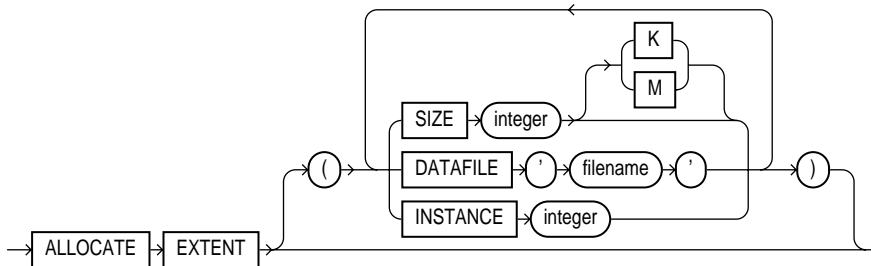 K
M
SIZE integer
( DATAFILE ' filename ' )
INSTANCE integer
ALLOCATE EXTENT